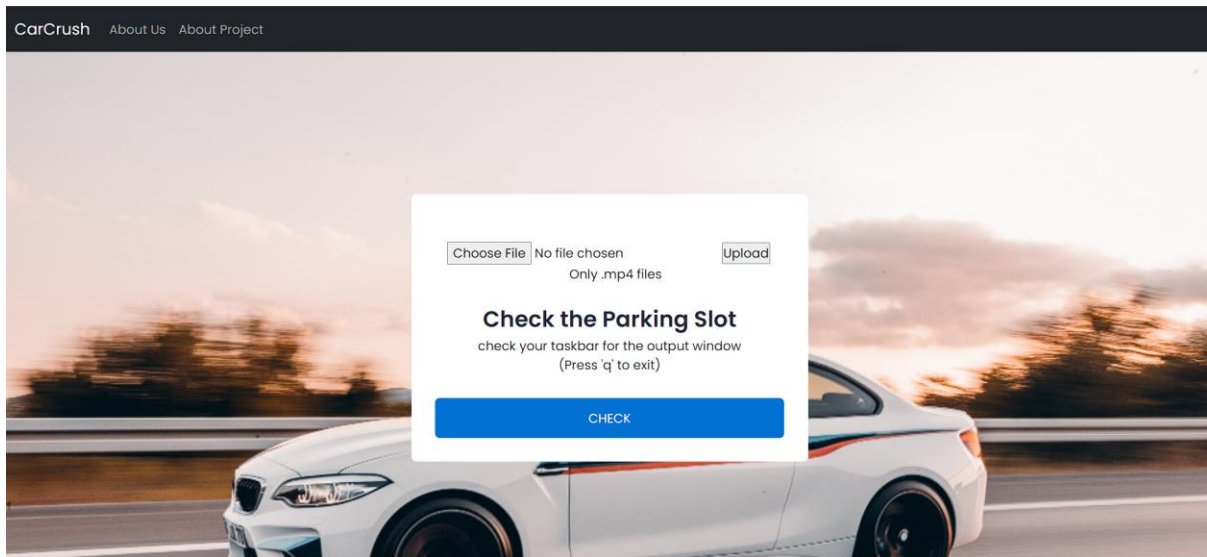 CarCrush About Us About Project
Choose File No file chosen Upload
Only .mp4 files
Check the Parking Slot
check your taskbar for the output window
(Press 'q' to exit)
CHECK